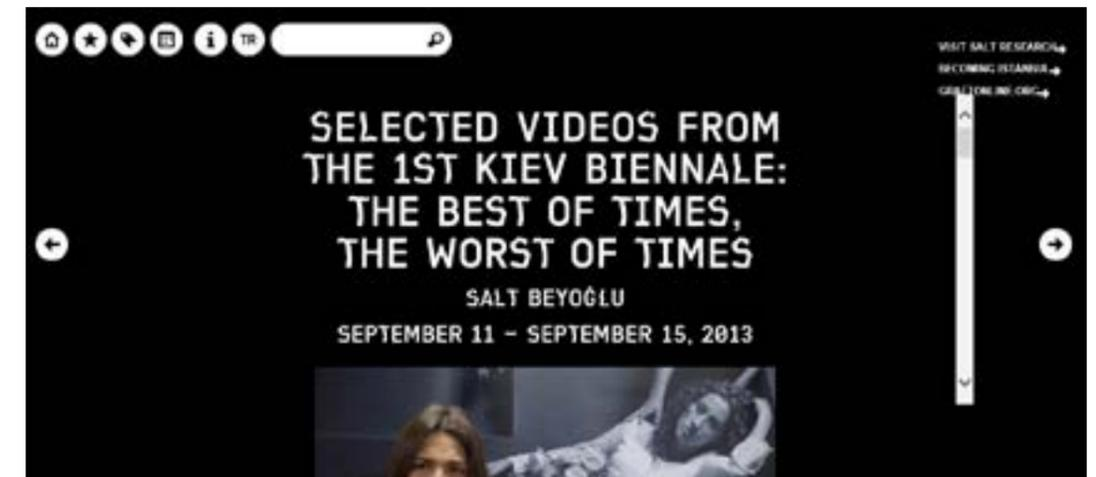 TR
VISIT SALT RESEARCH
BECOMING ISTANBUL
SELECTED VIDEOS FROM
THE 1ST KIEV BIENNALE:
THE BEST OF TIMES,
THE WORST OF TIMES
SALT BEYOĞLU
SEPTEMBER 11 – SEPTEMBER 15, 2013